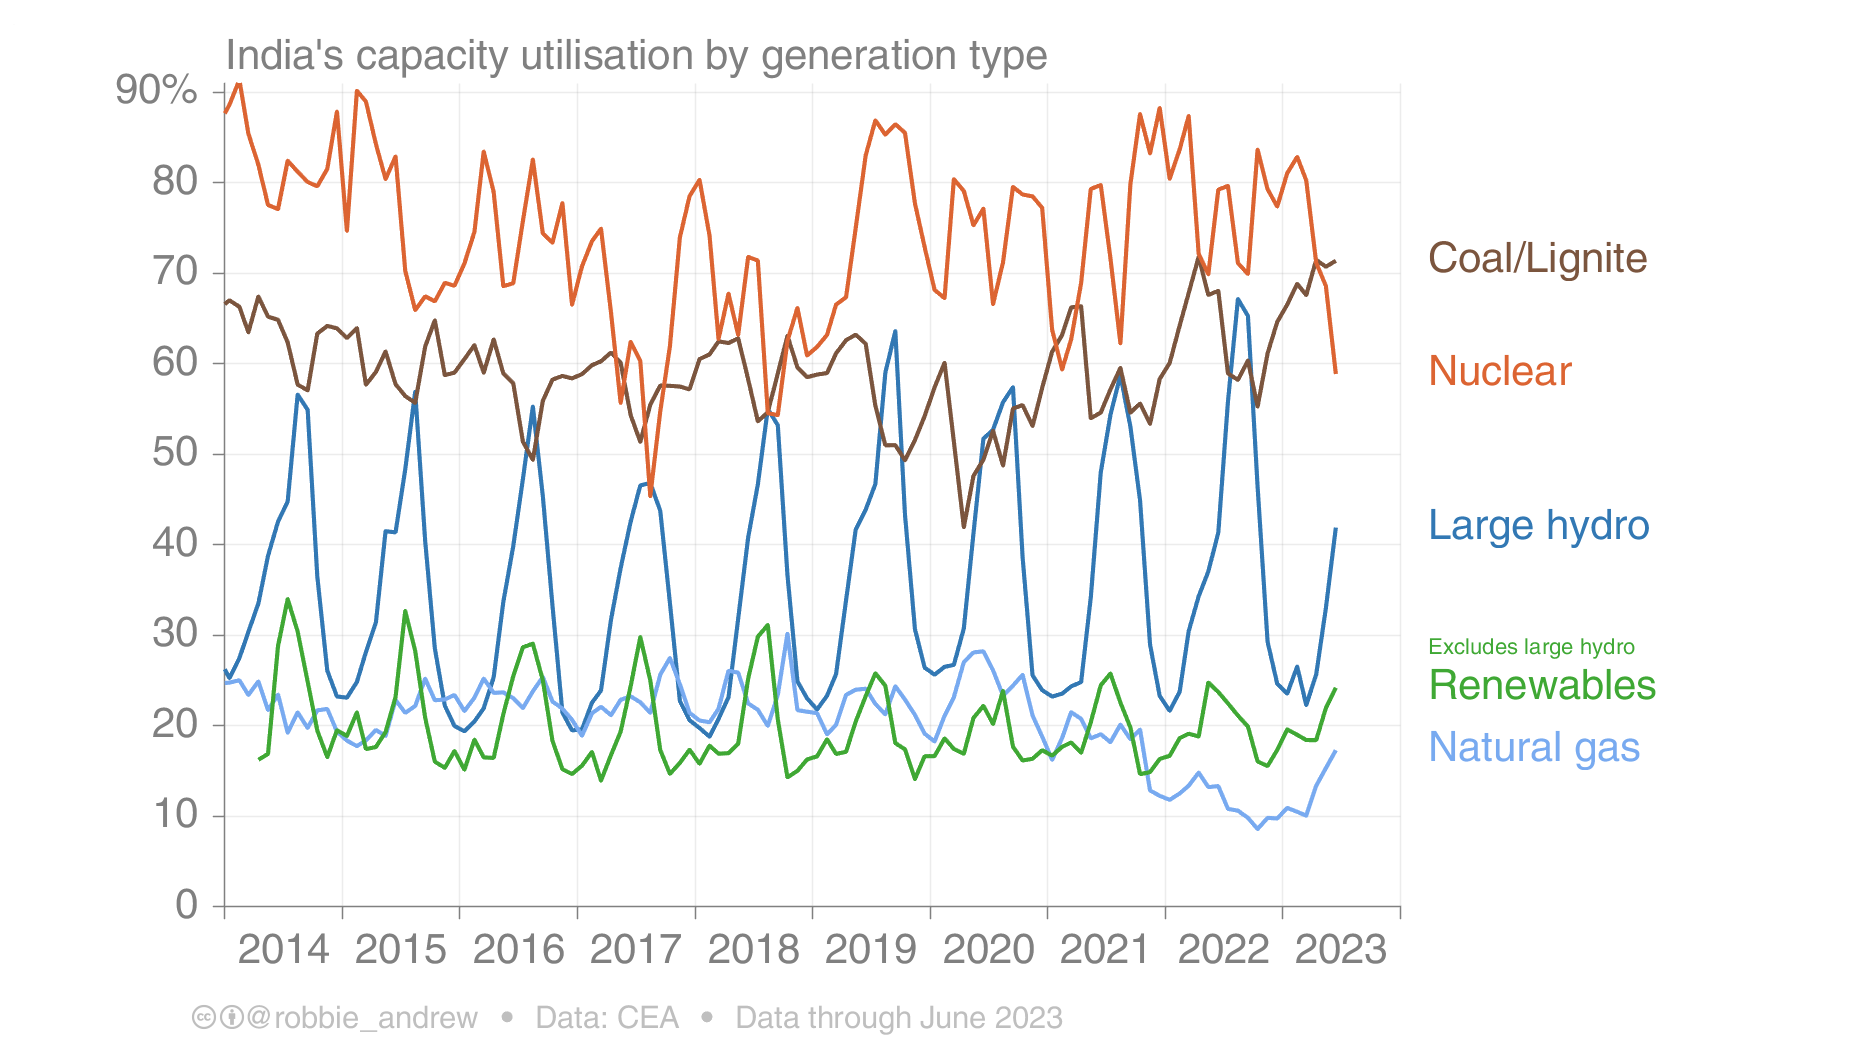 India's capacity utilisation by generation type
90%
80
70
60
50
40
30
20
10
0
2014 2015 2016 2017 2018 2019 2020 2021 2022 2023
Coal/Lignite
Nuclear
Large hydro
Excludes large hydro
Renewables
Natural gas
@robbie_andrew • Data: CEA • Data through June 2023